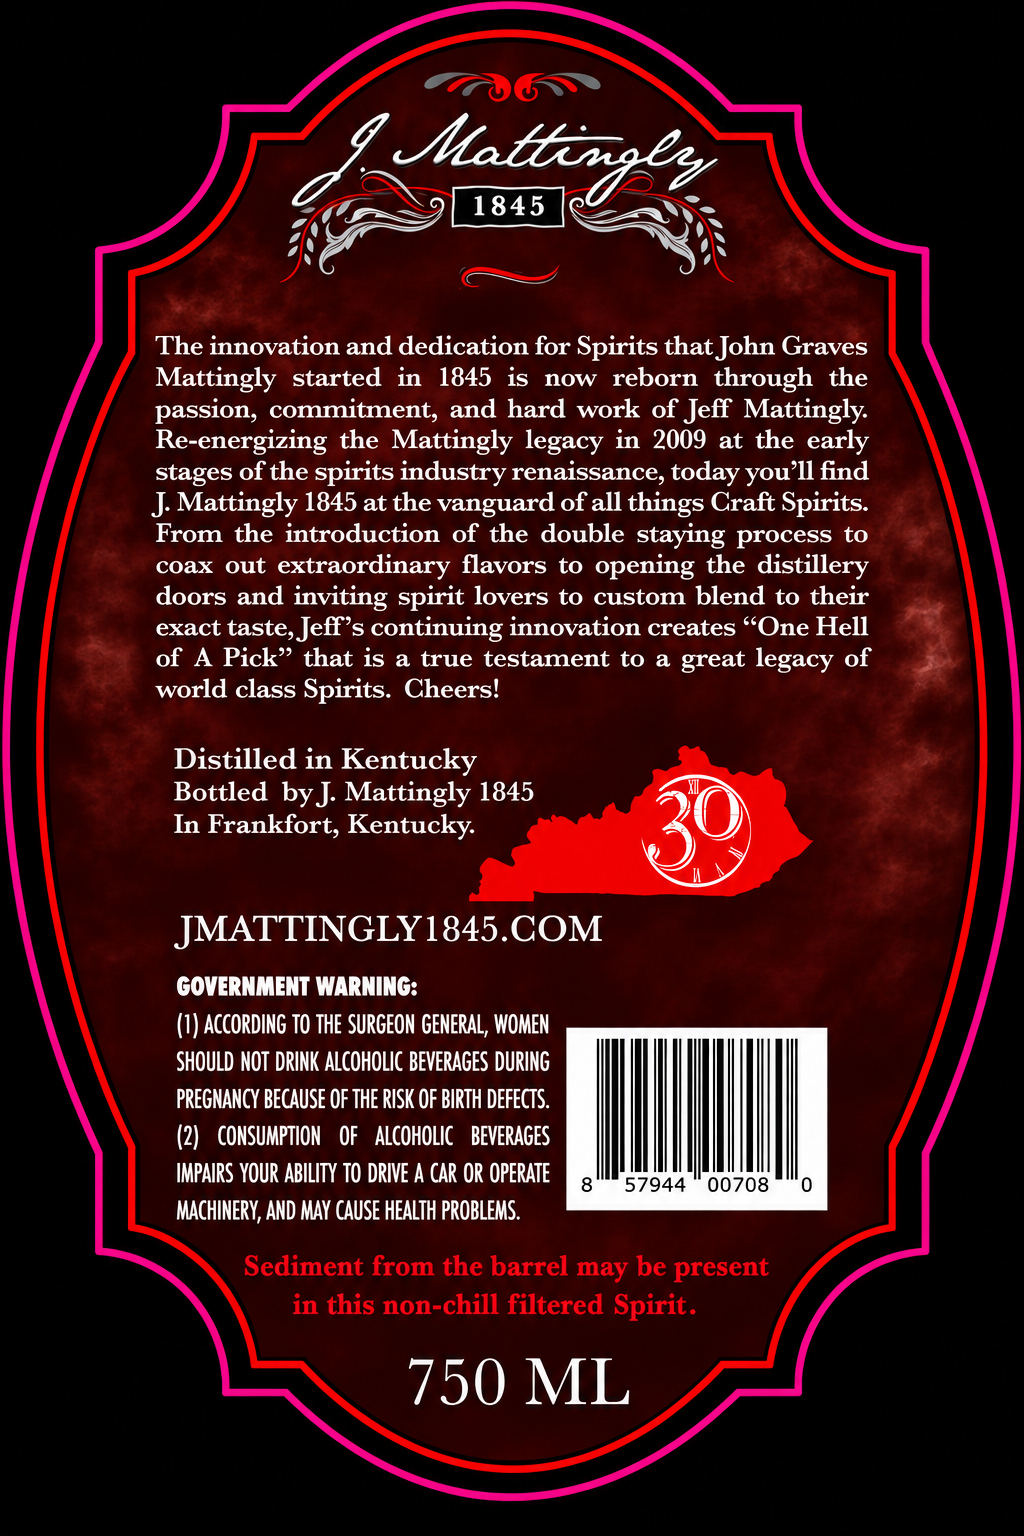 J. Mattingly
1845
The innovation and dedication for Spirits that John Graves
Mattingly started in 1845 is now reborn through the
passion, commitment, and hard work of Jeff Mattingly.
Re-energizing the Mattingly legacy in 2009 at the early
stages of the spirits industry renaissance, today you'll find
J. Mattingly 1845 at the vanguard of all things Craft Spirits.
From the introduction of the double staying process to
coax out extraordinary flavors to opening the distillery
doors and inviting spirit lovers to custom blend to their
exact taste, Jeff's continuing innovation creates “One Hell
of A Pick” that is a true testament to a great legacy of
world class Spirits. Cheers!
Distilled in Kentucky
Bottled by J. Mattingly 1845
In Frankfort, Kentucky.
XII
30
JMATTINGLY1845.COM
GOVERNMENT WARNING:
(1) ACCORDING TO THE SURGEON GENERAL, WOMEN
SHOULD NOT DRINK ALCOHOLIC BEVERAGES DURING
PREGNANCY BECAUSE OF THE RISK OF BIRTH DEFECTS.
(2) CONSUMPTION OF ALCOHOLIC BEVERAGES
IMPAIRS YOUR ABILITY TO DRIVE A CAR OR OPERATE
MACHINERY, AND MAY CAUSE HEALTH PROBLEMS.
8 57944 00708 0
Sediment from the barrel may be present
in this non-chill filtered Spirit.
750 ML